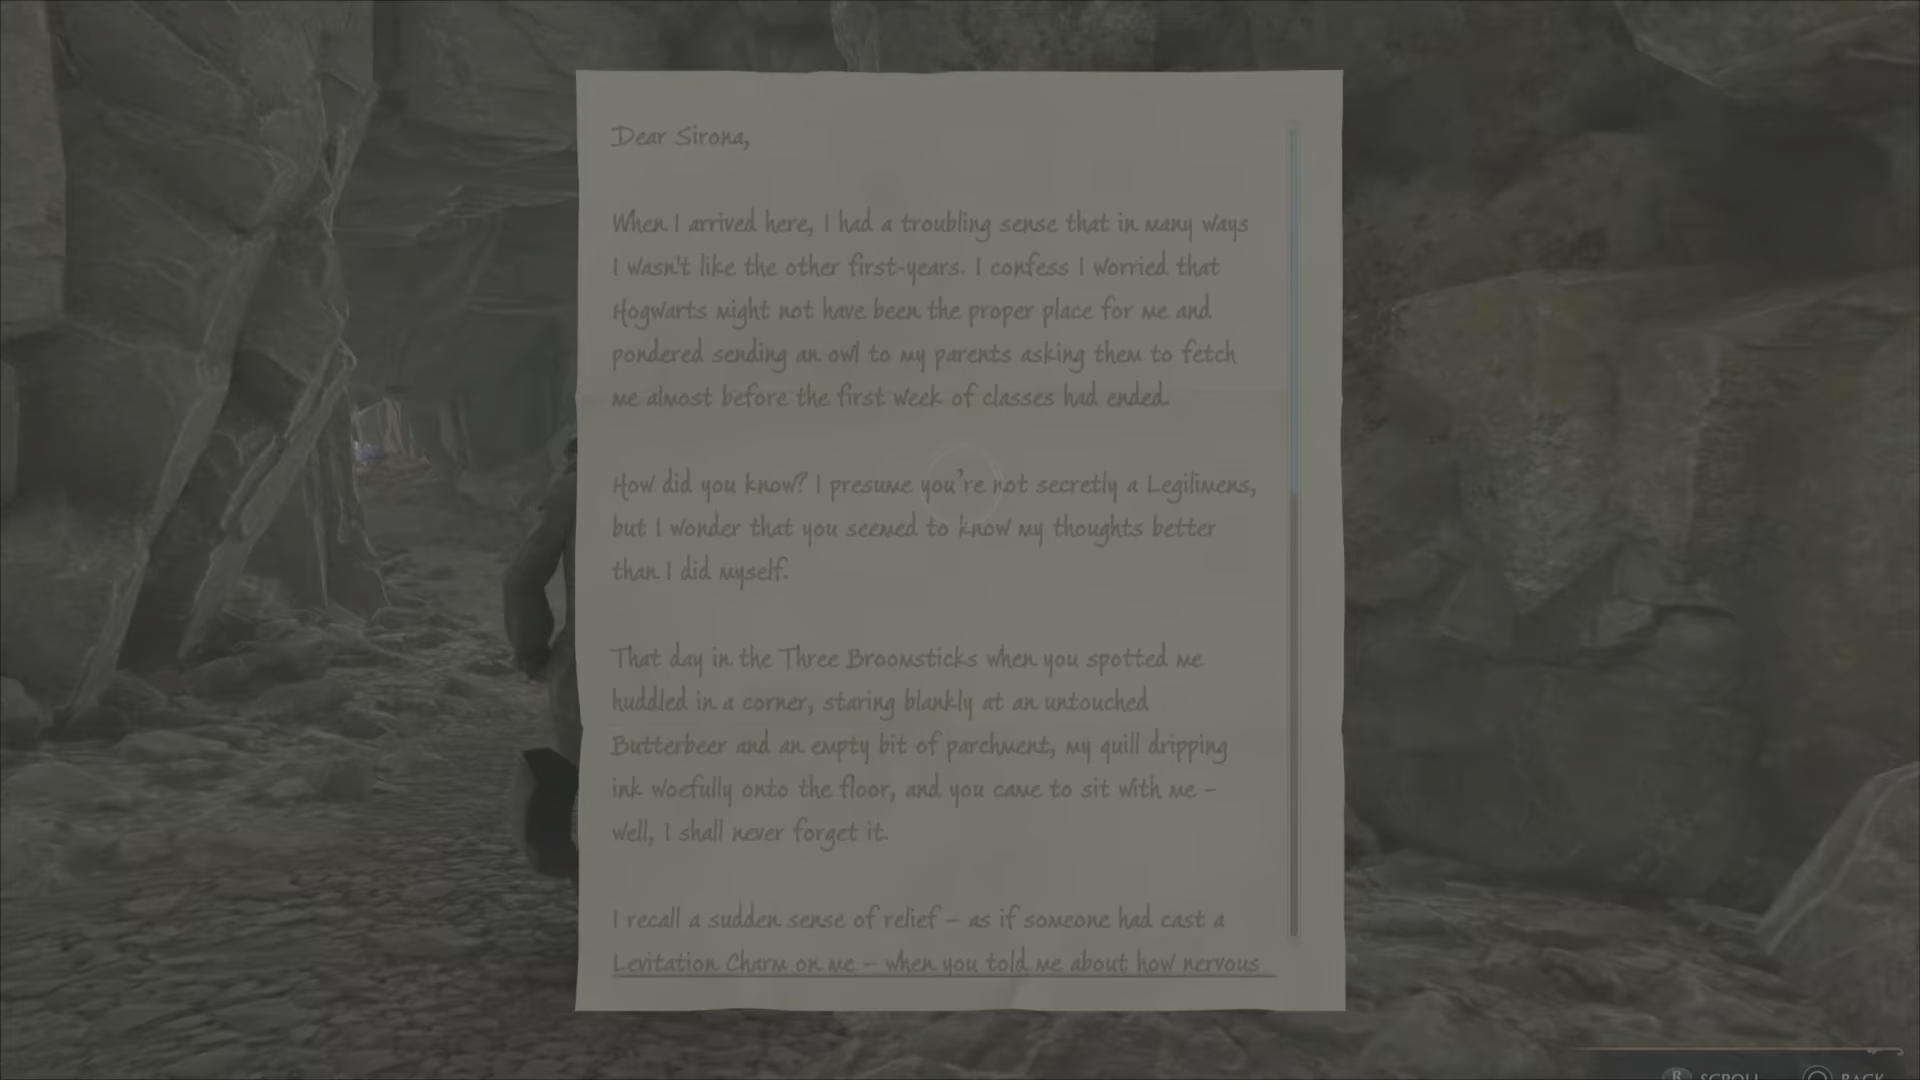 Dear Sirona,
When I arrived here, I had a troubling sense that in many ways
I wasn't like the other first-years. I confess I worried that
Hogwarts might not have been the proper place for me and
pondered sending an owl to my parents asking them to fetch
me almost before the first week of classes had ended.
How did you know? I presume you're not secretly a Legilimens,
but I wonder that you seemed to know my thoughts better
than I did myself.
That day in the Three Broomsticks when you spotted me
huddled in a corner, staring blankly at an untouched
Butterbeer and an empty bit of parchment, my quill dripping
ink woefully onto the floor, and you came to sit with me –
well, I shall never forget it.
I recall a sudden sense of relief – as if someone had cast a
Levitation Charm on me – when you told me about how nervous
R SCROLL BACK